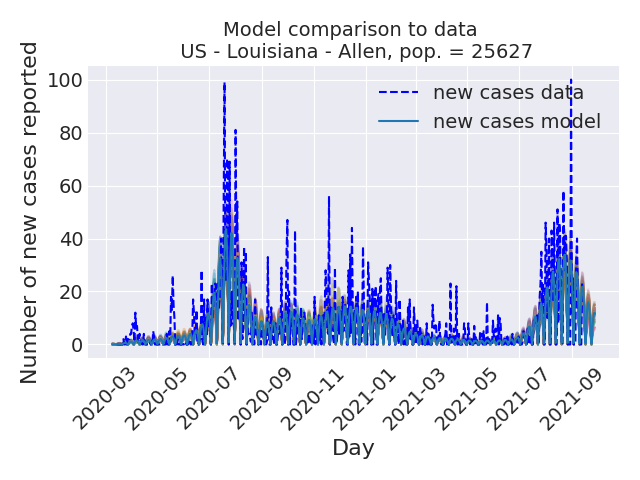 Model comparison to data
US - Louisiana - Allen, pop. = 25627
Number of new cases reported
100
80
60
40
20
0
new cases data
new cases model
2020-03
2020-05
2020-07
2020-09
2020-11
2021-01
2021-03
2021-05
2021-07
2021-09
Day